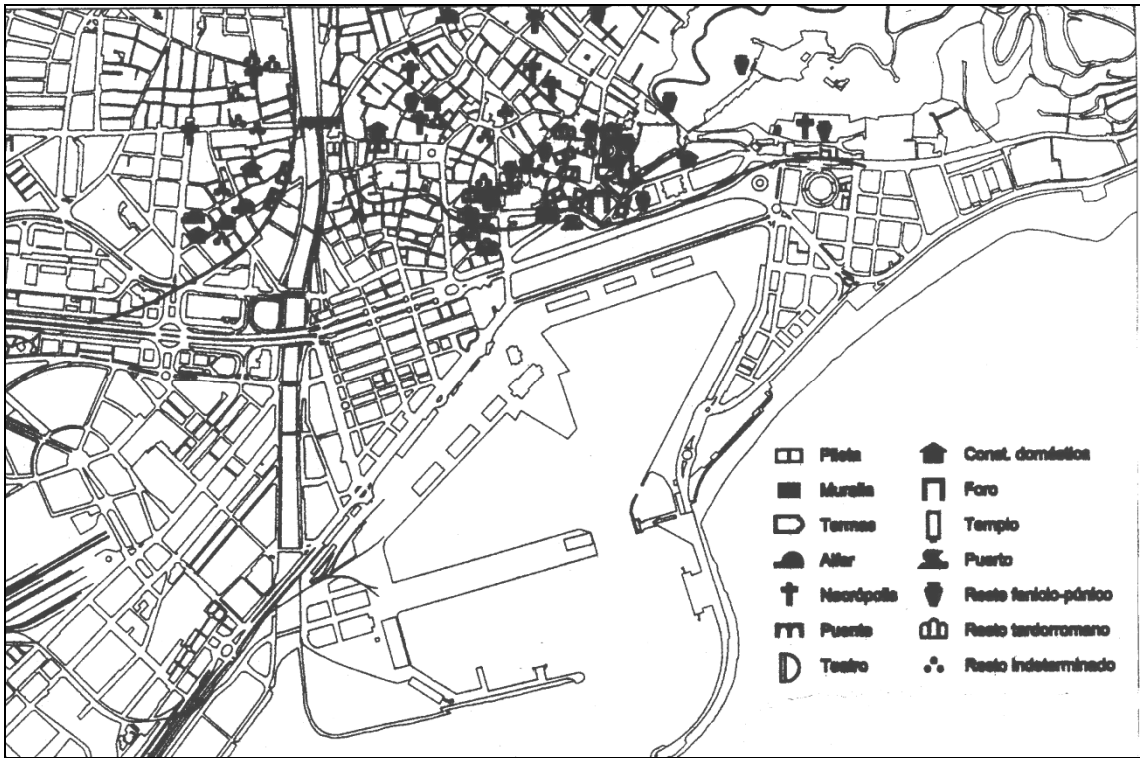 Pileta
Muralla
Termas
Alfar
Necrópolis
Puente
Teatro
Const. doméstica
Foro
Templo
Puerto
Resto fenicio-púnico
Resto tardorromano
Resto indeterminado